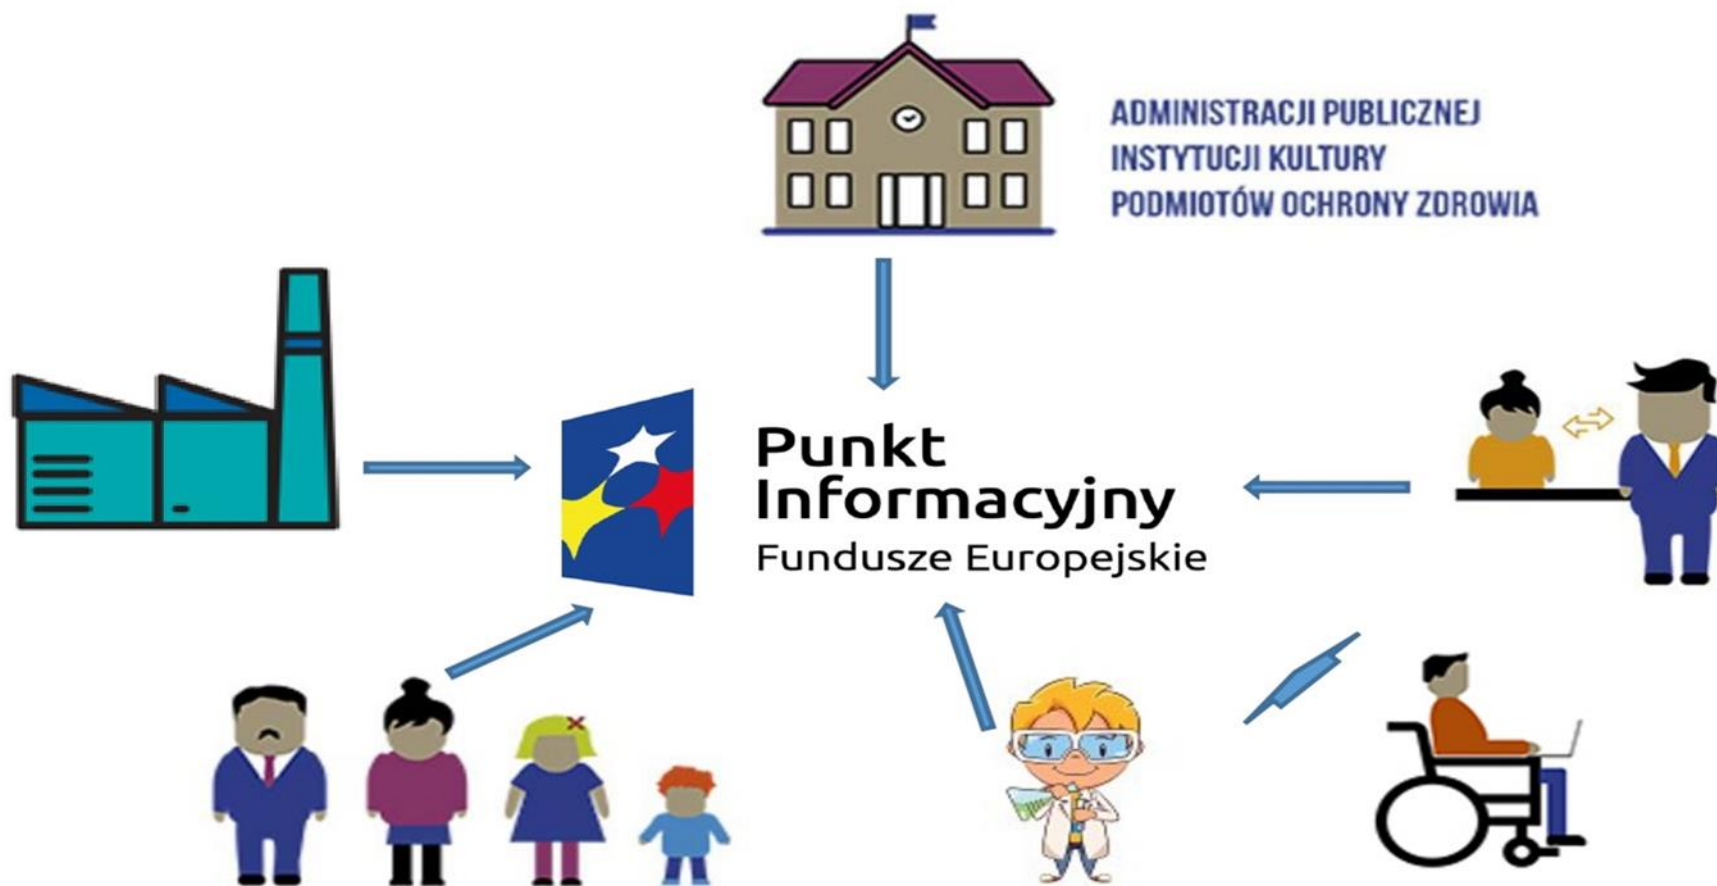 ADMINISTRACJI PUBLICZNEJ
INSTYTUCJI KULTURY
PODMIOTÓW OCHRONY ZDROWIA
Punkt
Informacyjny
Fundusze Europejskie